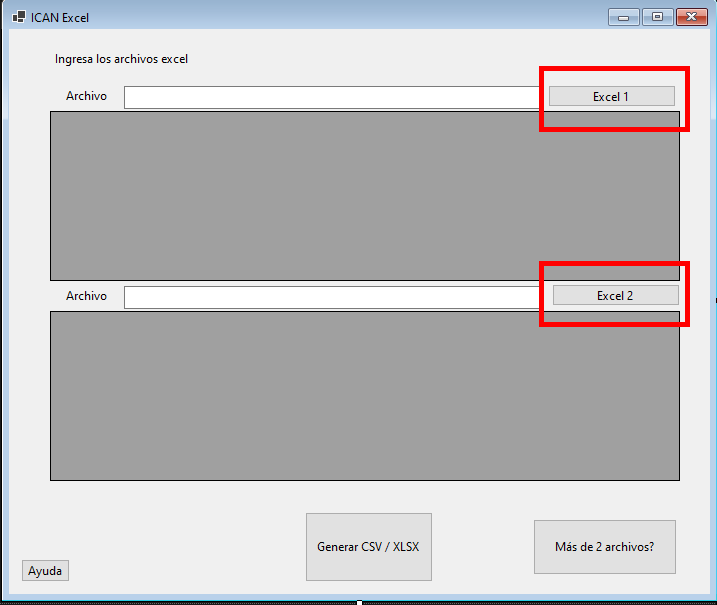 ICAN Excel
Ingresa los archivos excel
Archivo
Excel 1
Archivo
Excel 2
Generar CSV / XLSX
Más de 2 archivos?
Ayuda